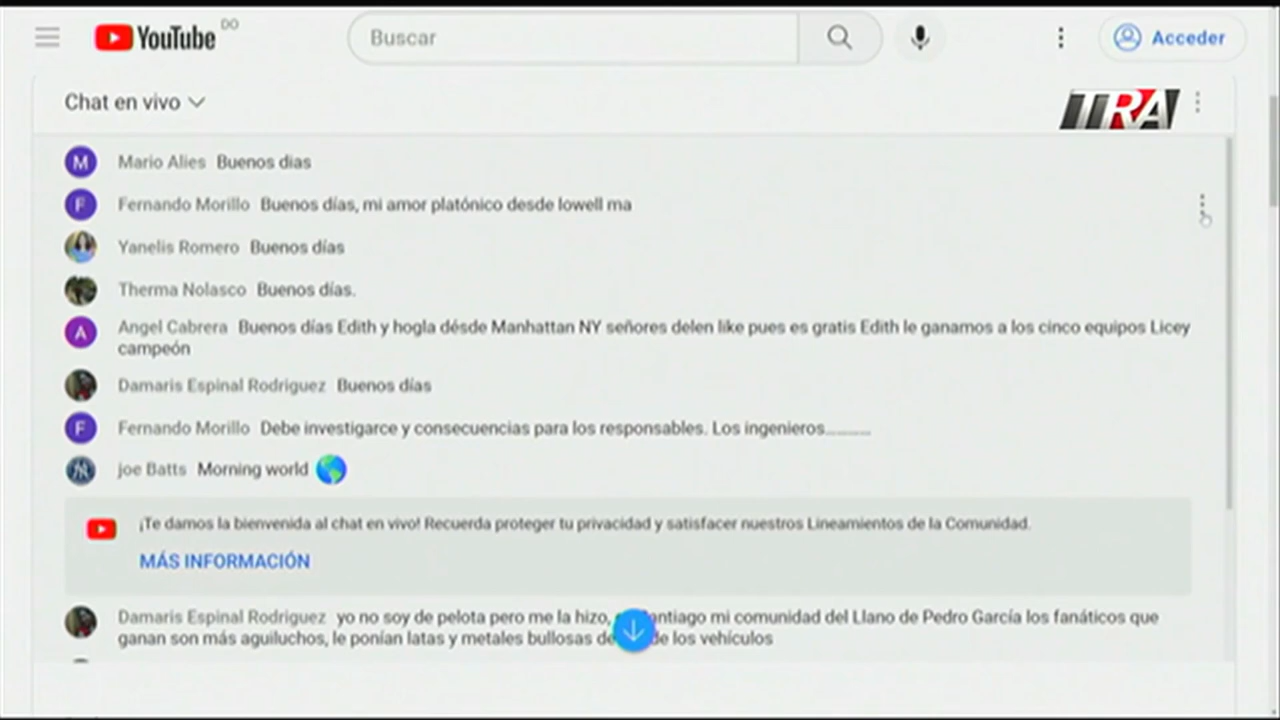 YouTube DO
Buscar
Acceder
Chat en vivo
TRA
M Mario Alies Buenos dias
F Fernando Morillo Buenos días, mi amor platónico desde lowell ma
Yanelis Romero Buenos días
Therma Nolasco Buenos días.
A Angel Cabrera Buenos días Edith y hogla désde Manhattan NY señores delen like pues es gratis Edith le ganamos a los cinco equipos Licey
campeón
Damaris Espinal Rodriguez Buenos días
F Fernando Morillo Debe investigarce y consecuencias para los responsables. Los ingenieros............
joe Batts Morning world 🌎
¡Te damos la bienvenida al chat en vivo! Recuerda proteger tu privacidad y satisfacer nuestros Lineamientos de la Comunidad.
MÁS INFORMACIÓN
Damaris Espinal Rodriguez yo no soy de pelota pero me la hizo, mi comunidad del Llano de Pedro García los fanáticos que
ganan son más aguiluchos, le ponían latas y metales bullosas de los vehículos